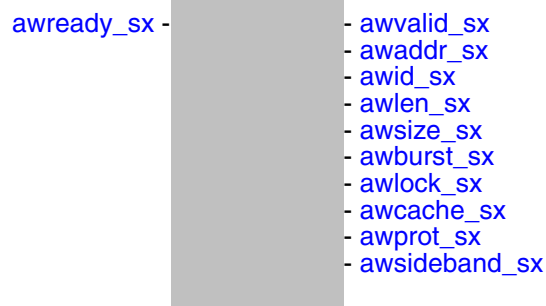 awready_sx - - awvalid_sx
- awaddr_sx
- awid_sx
- awlen_sx
- awsize_sx
- awburst_sx
- awlock_sx
- awcache_sx
- awprot_sx
- awsideband_sx